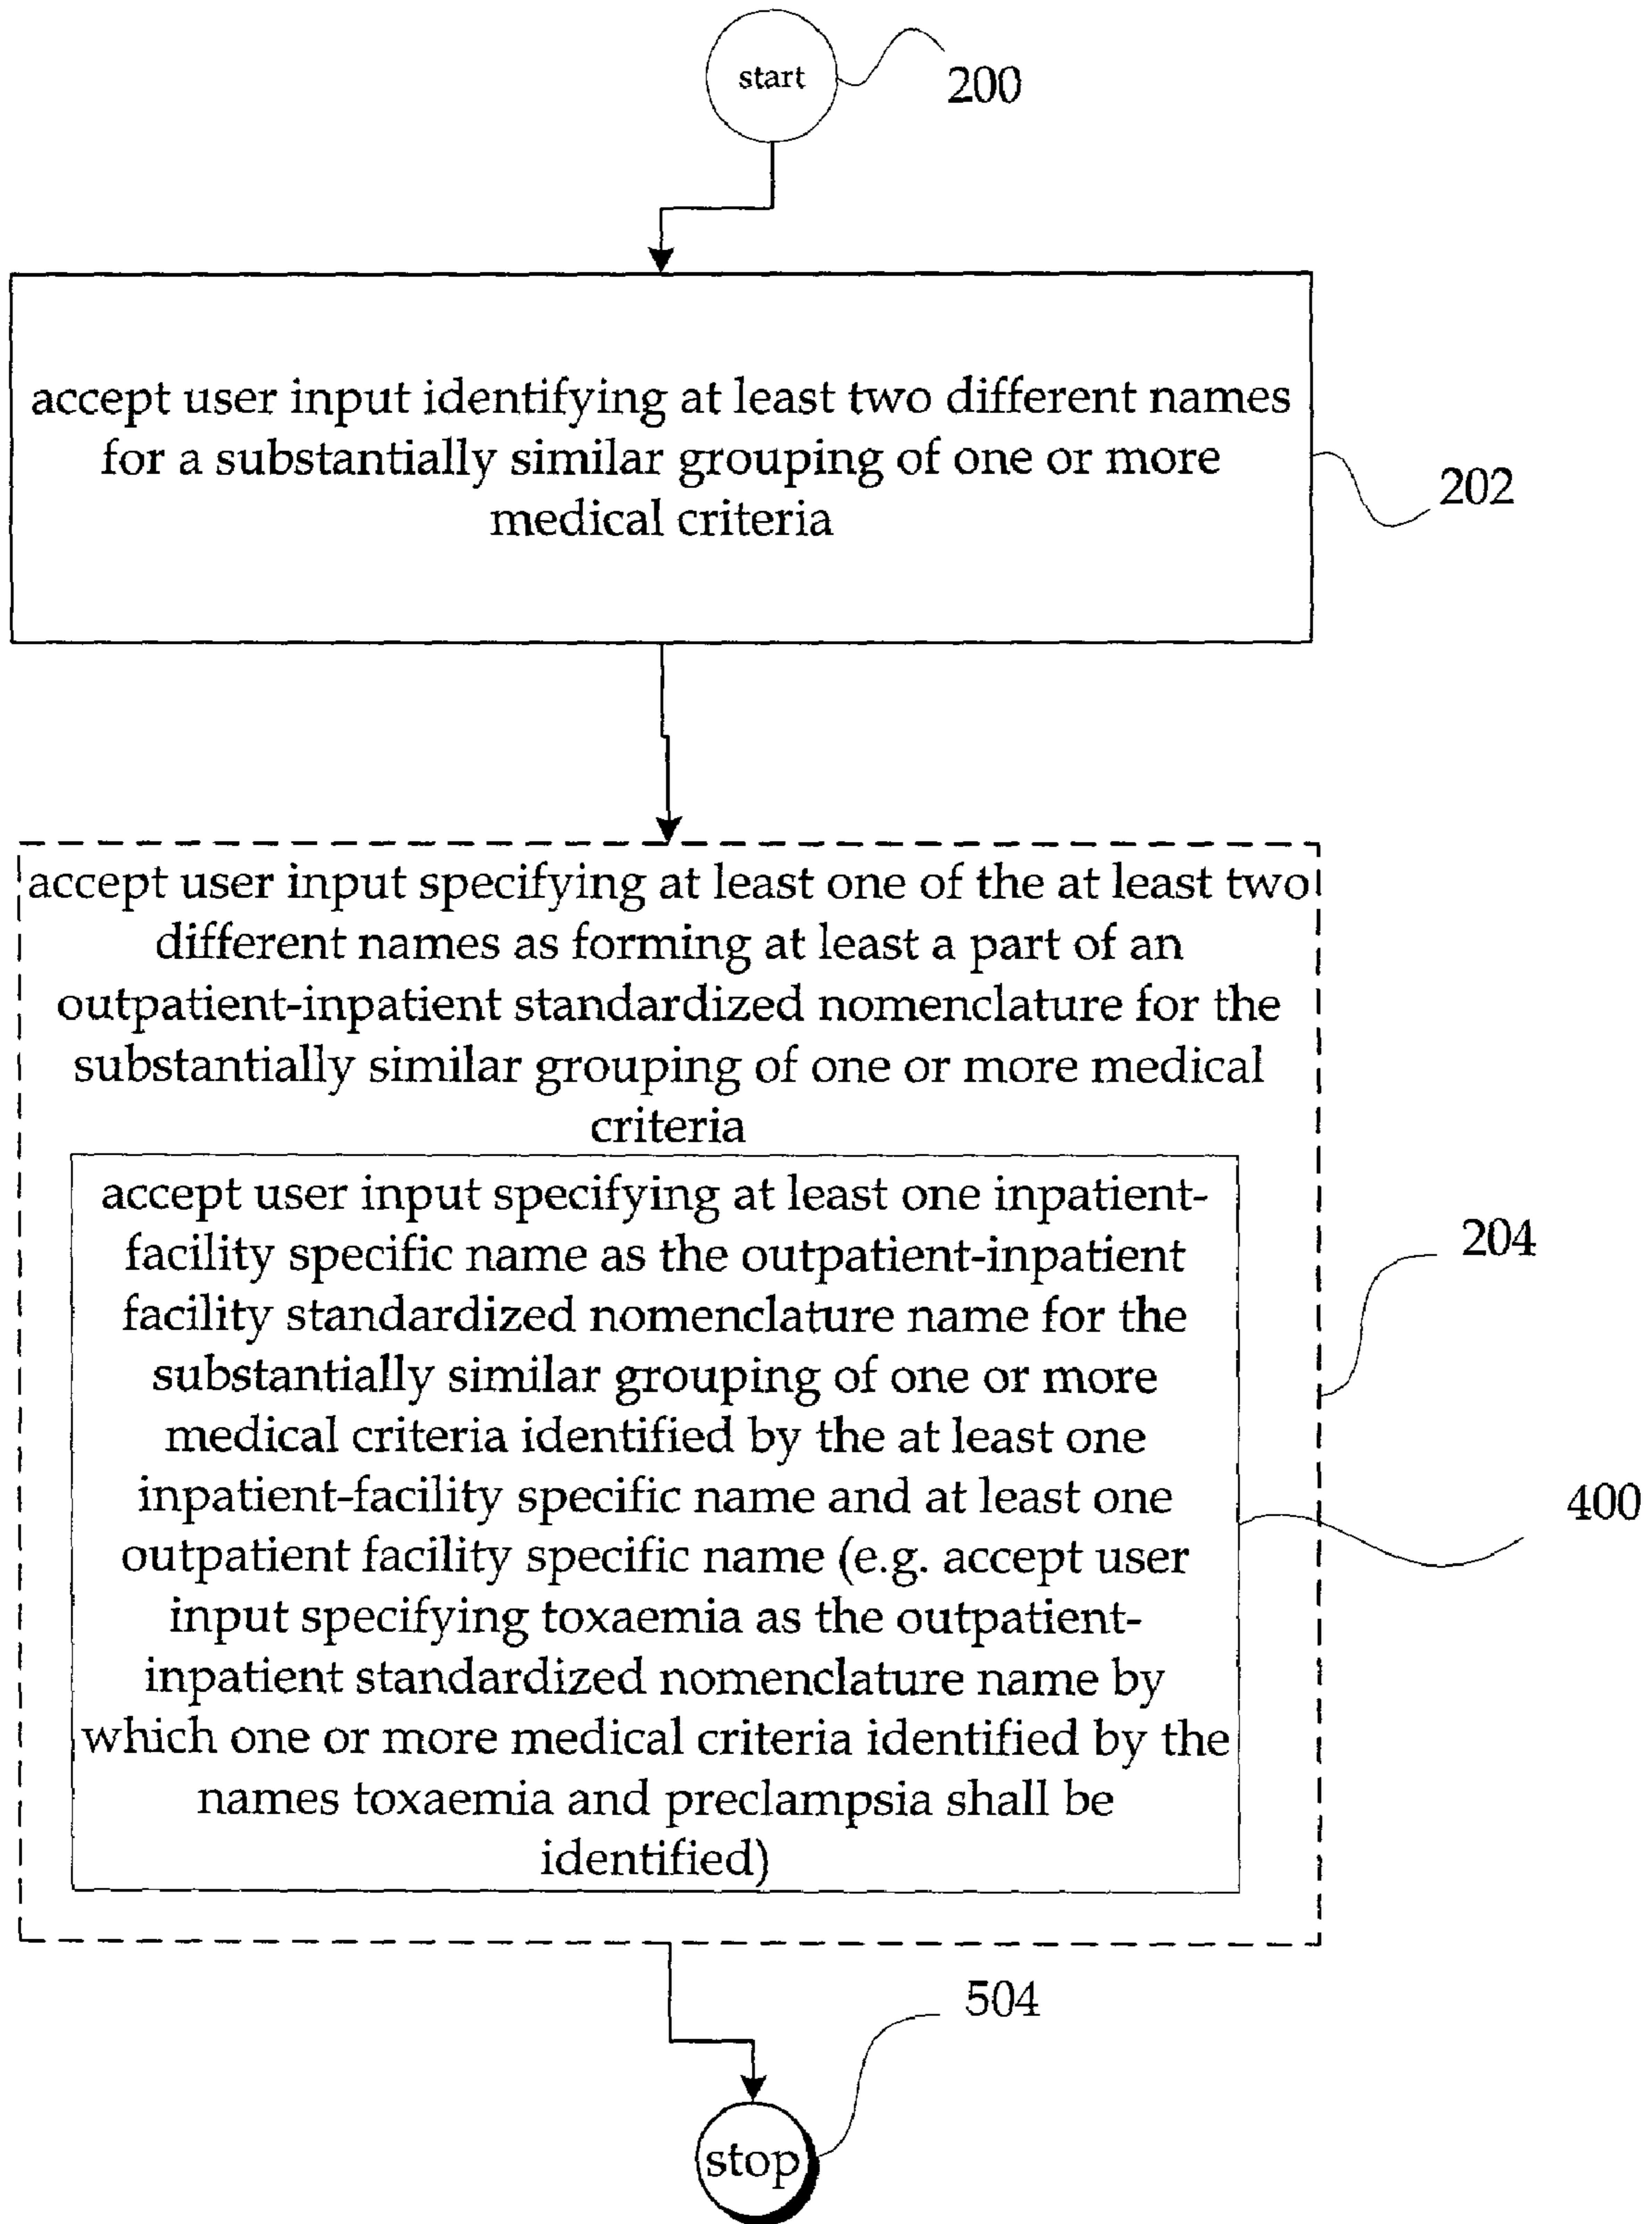 start
200
accept user input identifying at least two different names
for a substantially similar grouping of one or more
medical criteria
202
accept user input specifying at least one of the at least two
different names as forming at least a part of an
outpatient-inpatient standardized nomenclature for the
substantially similar grouping of one or more medical
criteria
accept user input specifying at least one inpatient-
facility specific name as the outpatient-inpatient
facility standardized nomenclature name for the
substantially similar grouping of one or more
medical criteria identified by the at least one
inpatient-facility specific name and at least one
outpatient facility specific name (e.g. accept user
input specifying toxaemia as the outpatient-
inpatient standardized nomenclature name by
which one or more medical criteria identified by the
names toxaemia and preclampsia shall be
identified)
204
400
504
stop